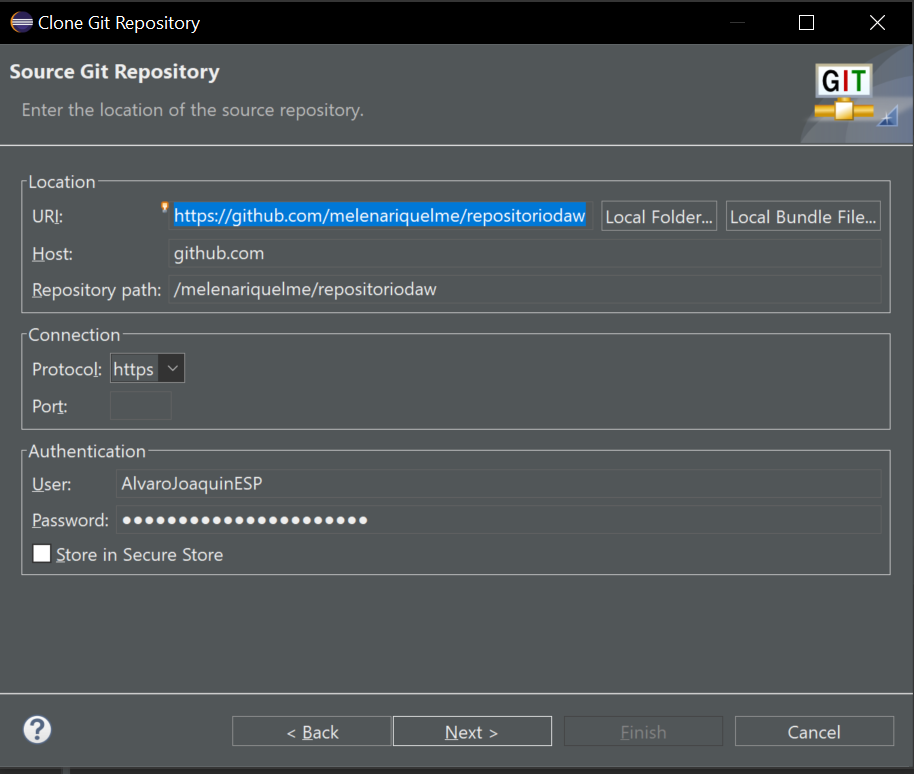 Clone Git Repository
Source Git Repository
Enter the location of the source repository.
GIT
Location
URI: https://github.com/melenariquelme/repositoriodaw Local Folder... Local Bundle File...
Host: github.com
Repository path: /melenariquelme/repositoriodaw
Connection
Protocol: https
Port:
Authentication
User: AlvaroJoaquinESP
Password: ●●●●●●●●●●●●●●●●●●●●●●
Store in Secure Store
? < Back Next > Finish Cancel